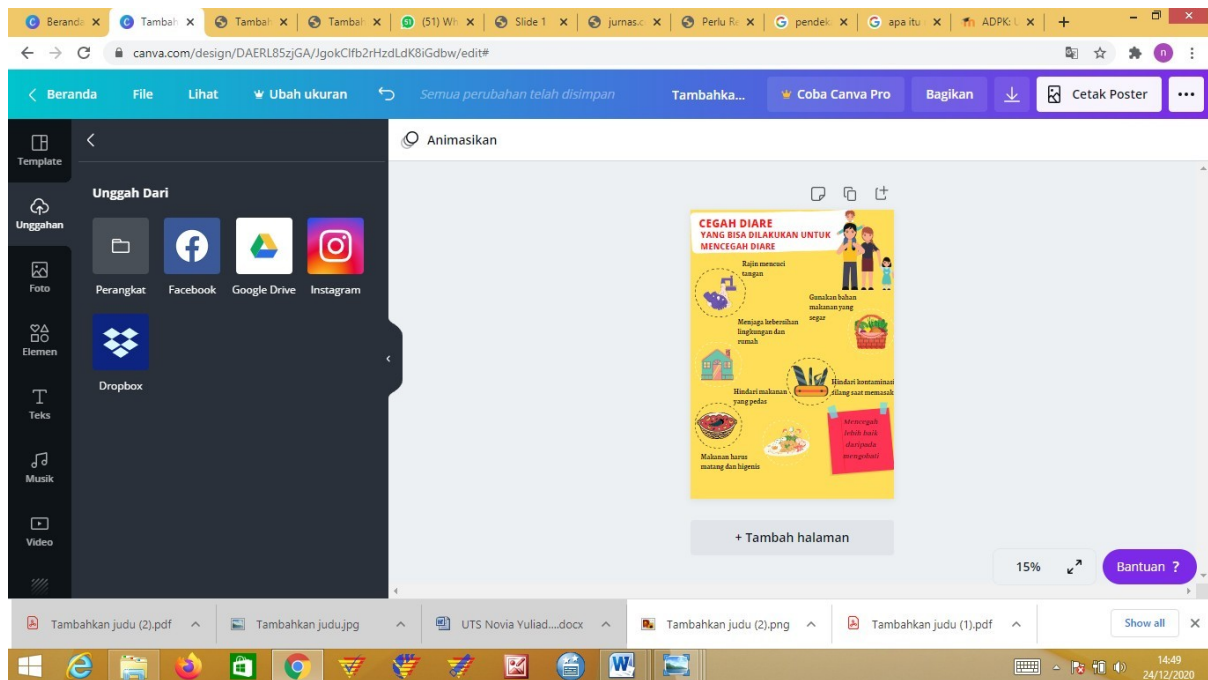 Beranda
Tambah
Tambah
Tambah
(51) Wh
Slide 1
jurnas.c
Perlu Re
pendek
apa itu
ADPK: L
canva.com/design/DAERL85zjGA/JgokClfb2rHzdLdK8iGdbw/edit#
Beranda
File
Lihat
Ubah ukuran
Semua perubahan telah disimpan
Tambahka...
Coba Canva Pro
Bagikan
Cetak Poster
Template
Unggahan
Foto
Elemen
Teks
Musik
Video
Unggah Dari
Perangkat
Facebook
Google Drive
Instagram
Dropbox
Animasikan
CEGAH DIARE
YANG BISA DILAKUKAN UNTUK
MENCEGAH DIARE
Rajin mencuci
tangan
Gunakan bahan
makanan yang
segar
Menjaga kebersihan
lingkungan dan
rumah
Hindari kontaminasi
silang saat memasak
Hindari makanan
yang pedas
Mencegah
lebih baik
daripada
mengobati
Makanan harus
matang dan higenis
+ Tambah halaman
15%
Bantuan ?
Tambahkan judu (2).pdf
Tambahkan judu.jpg
UTS Novia Yuliad....docx
Tambahkan judu (2).png
Tambahkan judu (1).pdf
Show all
14:49
24/12/2020